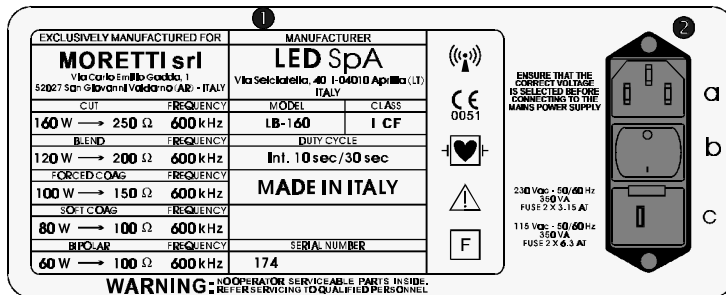 1
2
EXCLUSIVELY MANUFACTURED FOR
MORETTI srl
Via Carlo Emilio Gadda, 1
52027 San Giovanni Valdarno (AR) - ITALY
MANUFACTURER
LED SpA
Via Selciatella, 40 I-04010 Aprilia (LT)
ITALY
CUT FREQUENCY MODEL CLASS
160 W → 250 Ω 600 kHz LB-160 I CF
BLEND FREQUENCY DUTY CYCLE
120 W → 200 Ω 600 kHz Int. 10 sec/30 sec
FORCED COAG FREQUENCY
100 W → 150 Ω 600 kHz MADE IN ITALY
SOFT COAG FREQUENCY
80 W → 100 Ω 600 kHz
BIPOLAR FREQUENCY SERIAL NUMBER
60 W → 100 Ω 600 kHz 174
CE
0051
F
ENSURE THAT THE
CORRECT VOLTAGE
IS SELECTED BEFORE
CONNECTING TO THE
MAINS POWER SUPPLY
230 Vac - 50/60 Hz
350 VA
FUSE 2 X 3.15 AT
115 Vac - 50/60 Hz
350 VA
FUSE 2 X 6.3 AT
a
b
c
WARNING: NO OPERATOR SERVICEABLE PARTS INSIDE.
REFER SERVICING TO QUALIFIED PERSONNEL